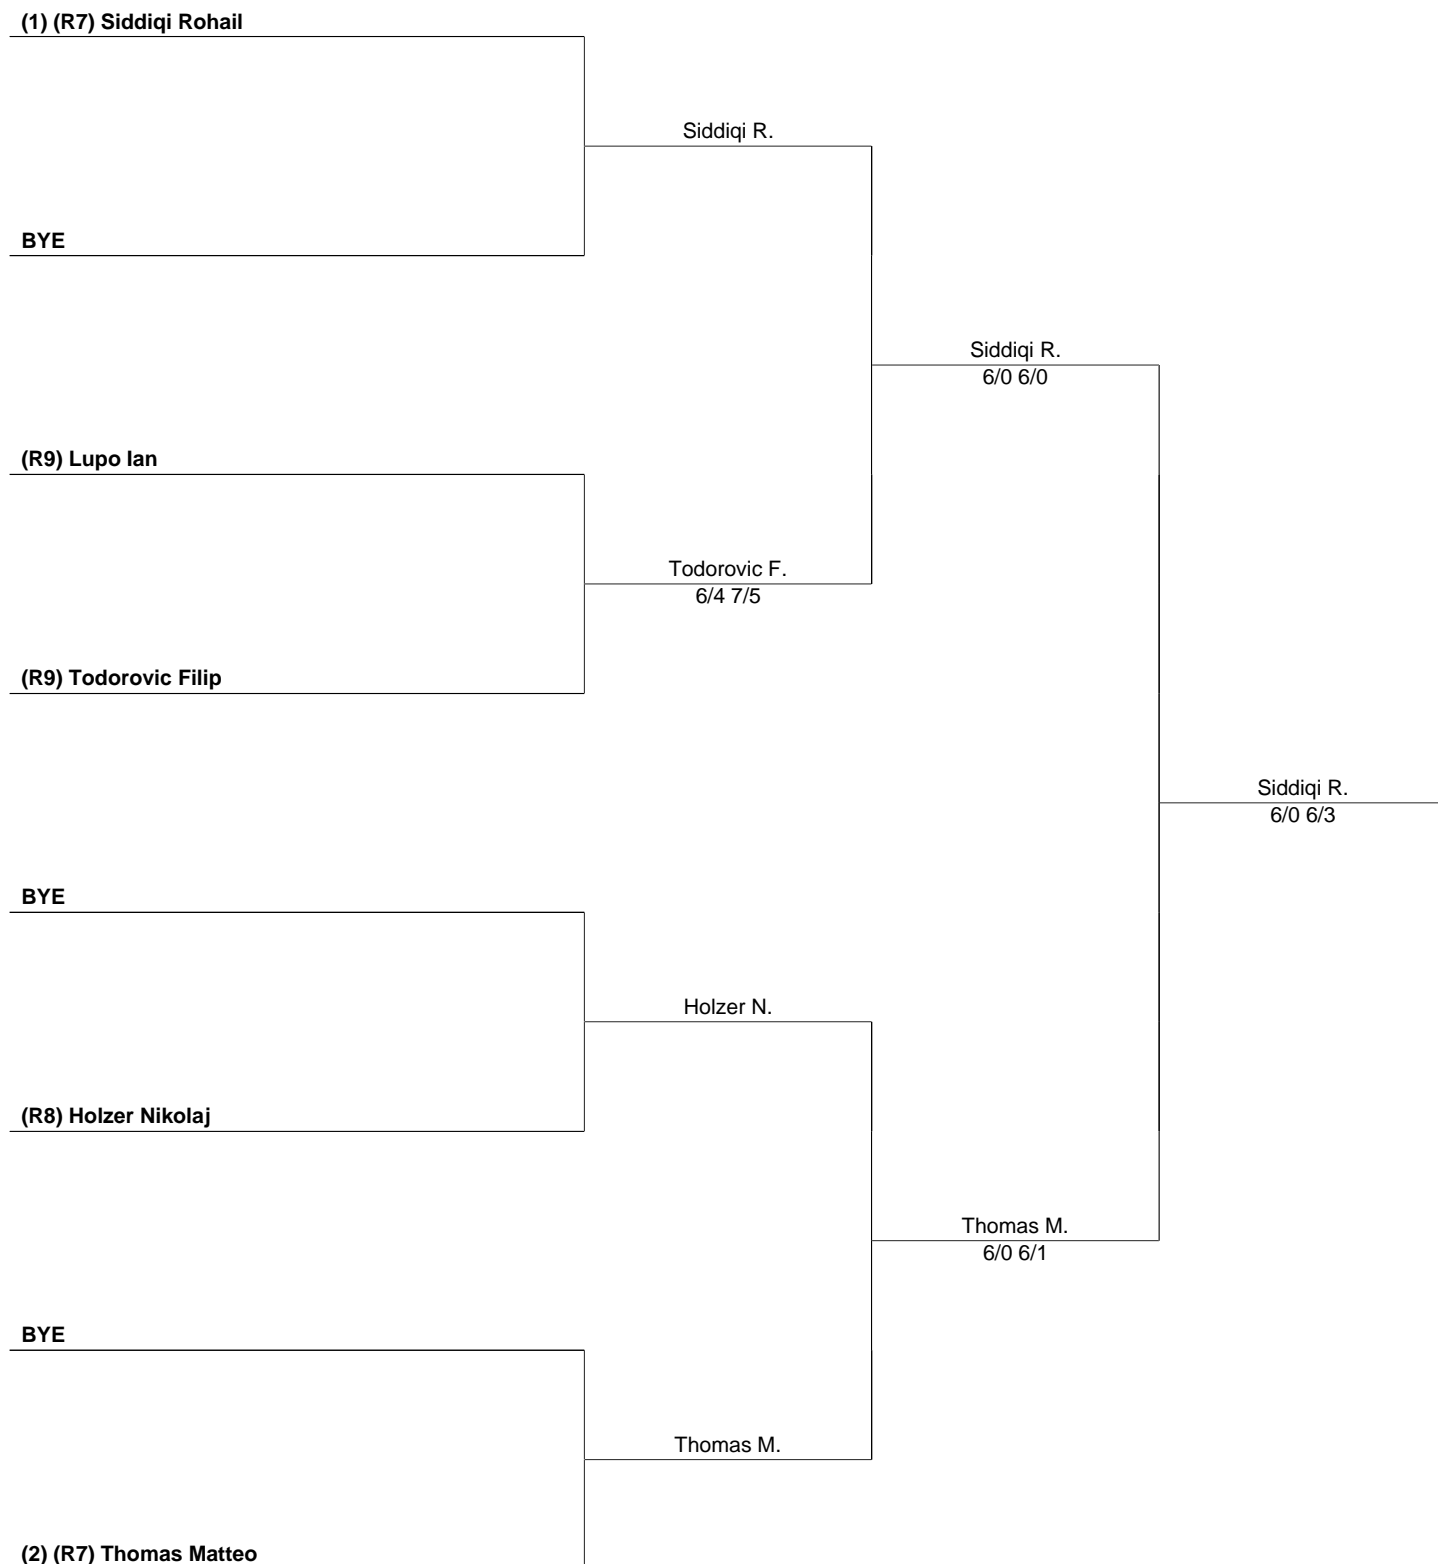 (1) (R7) Siddiqi Rohail
Siddiqi R.
BYE
Siddiqi R.
6/0 6/0
(R9) Lupo Ian
Todorovic F.
6/4 7/5
(R9) Todorovic Filip
Siddiqi R.
6/0 6/3
BYE
Holzer N.
(R8) Holzer Nikolaj
Thomas M.
6/0 6/1
BYE
Thomas M.
(2) (R7) Thomas Matteo